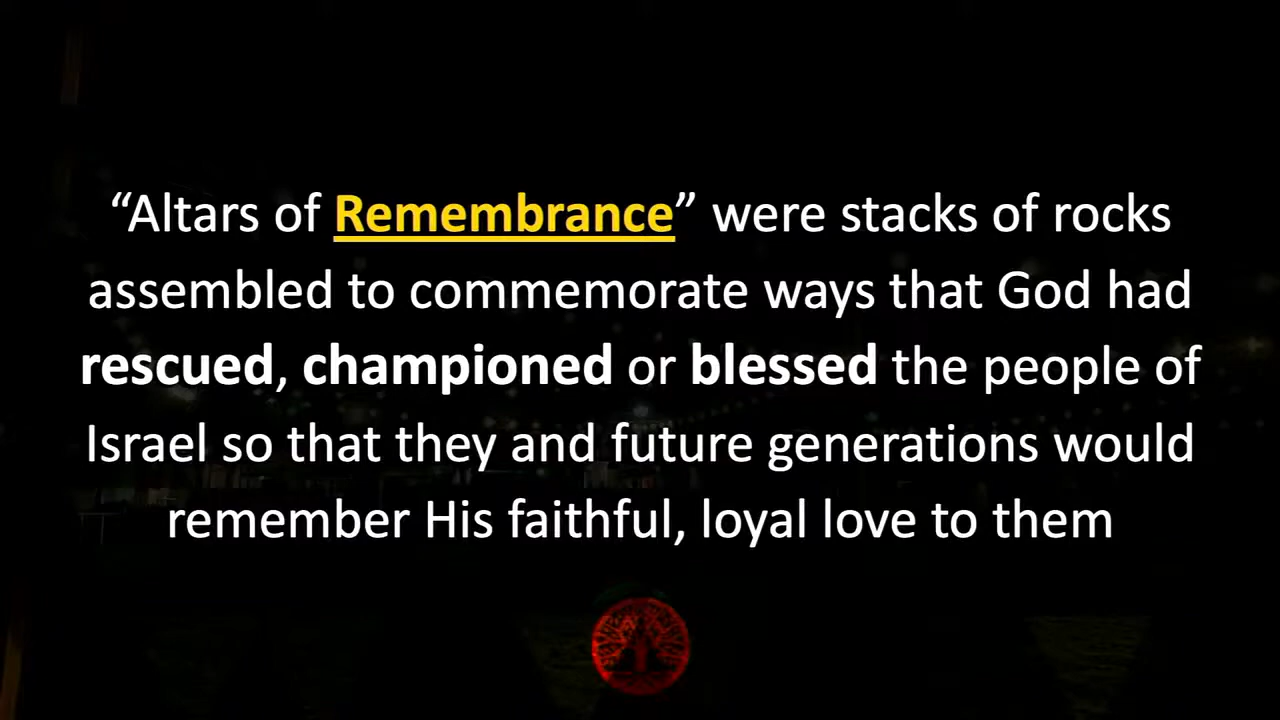 “Altars of Remembrance” were stacks of rocks
assembled to commemorate ways that God had
rescued, championed or blessed the people of
Israel so that they and future generations would
remember His faithful, loyal love to them